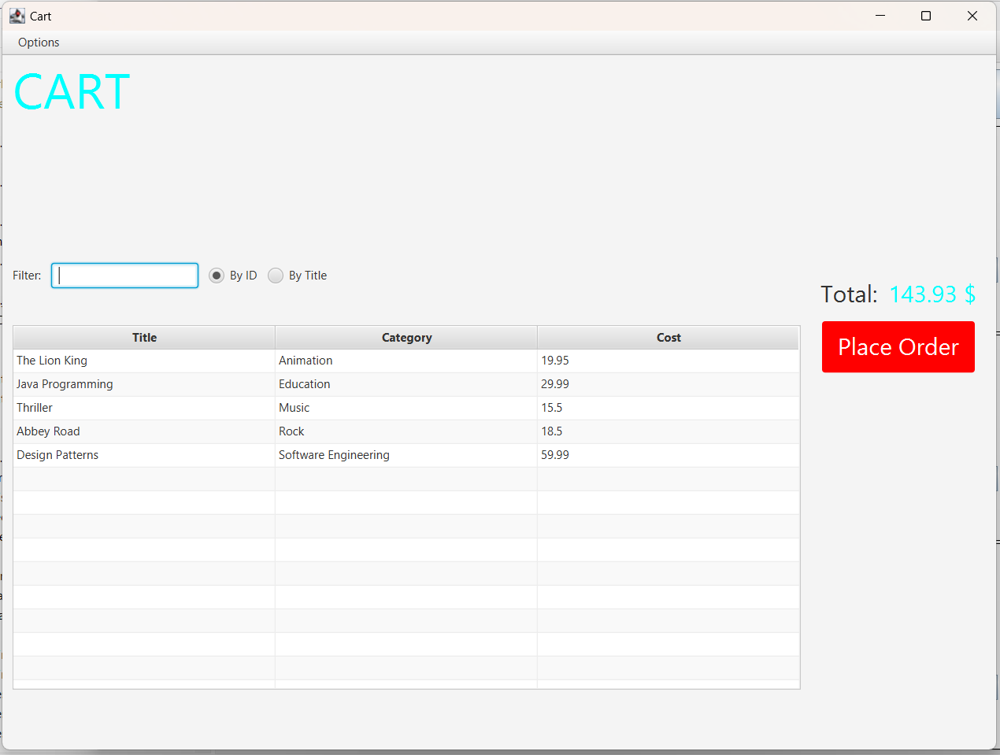 Cart
Options
CART
Filter: By ID By Title
Total: 143.93 $
Place Order
Title Category Cost
The Lion King Animation 19.95
Java Programming Education 29.99
Thriller Music 15.5
Abbey Road Rock 18.5
Design Patterns Software Engineering 59.99